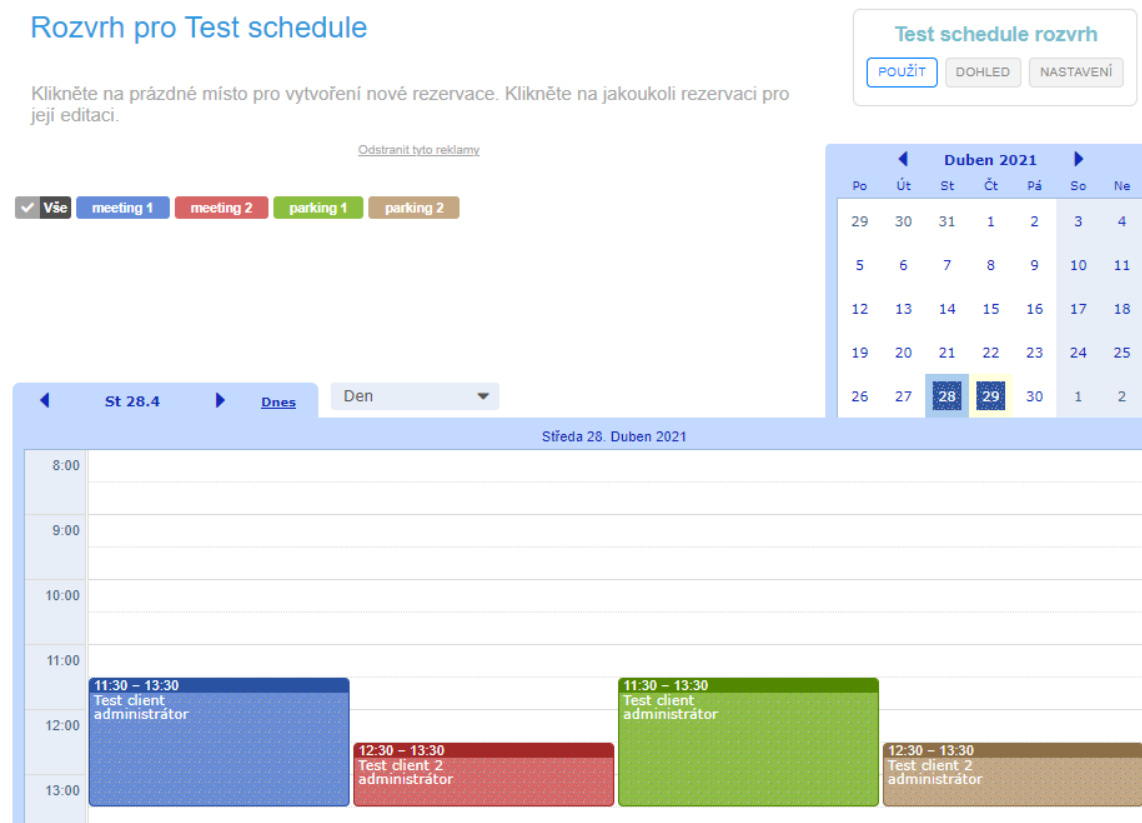 Rozvrh pro Test schedule
Test schedule rozvrh
POUŽÍT DOHLED NASTAVENÍ
Klikněte na prázdné místo pro vytvoření nové rezervace. Klikněte na jakoukoli rezervaci pro
její editaci.
Odstranit tyto reklamy
Vše meeting 1 meeting 2 parking 1 parking 2
Duben 2021
Po Út St Čt Pá So Ne
29 30 31 1 2 3 4
5 6 7 8 9 10 11
12 13 14 15 16 17 18
19 20 21 22 23 24 25
26 27 28 29 30 1 2
St 28.4 Dnes Den
Středa 28. Duben 2021
8:00
9:00
10:00
11:00
12:00
13:00
11:30 – 13:30
Test client
administrátor
12:30 – 13:30
Test client 2
administrátor
11:30 – 13:30
Test client
administrátor
12:30 – 13:30
Test client 2
administrátor